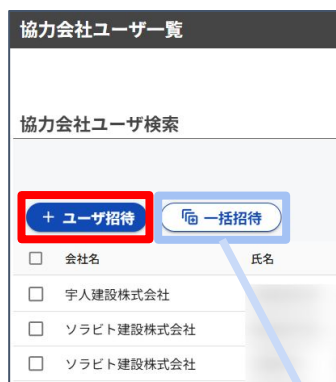 協力会社ユーザ一覧
協力会社ユーザ検索
+ ユーザ招待 一括招待
会社名 氏名
宇人建設株式会社
ソラビト建設株式会社
ソラビト建設株式会社